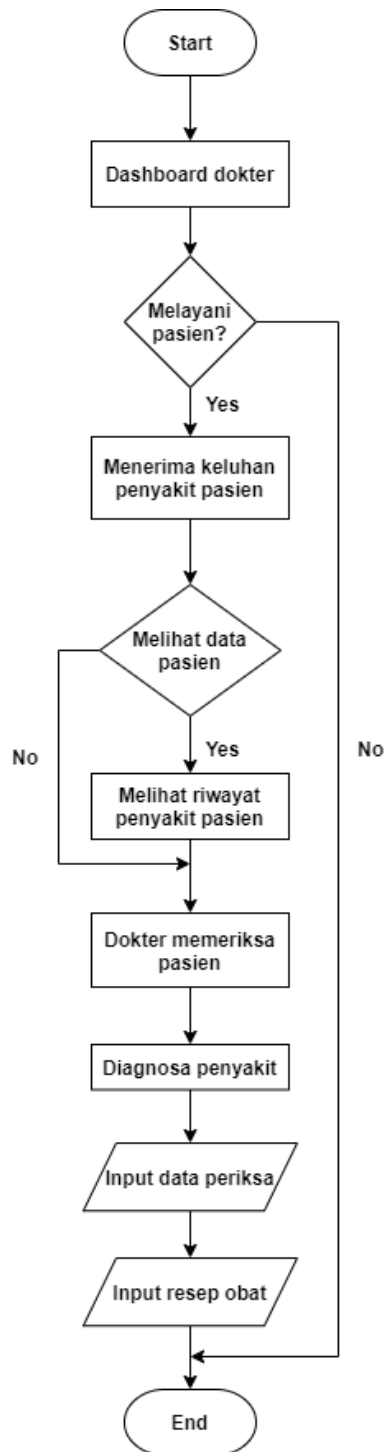 Start
Dashboard dokter
Melayani
pasien?
Yes
Menerima keluhan
penyakit pasien
Melihat data
pasien
No
Yes
No
Melihat riwayat
penyakit pasien
Dokter memeriksa
pasien
Diagnosa penyakit
Input data periksa
Input resep obat
End